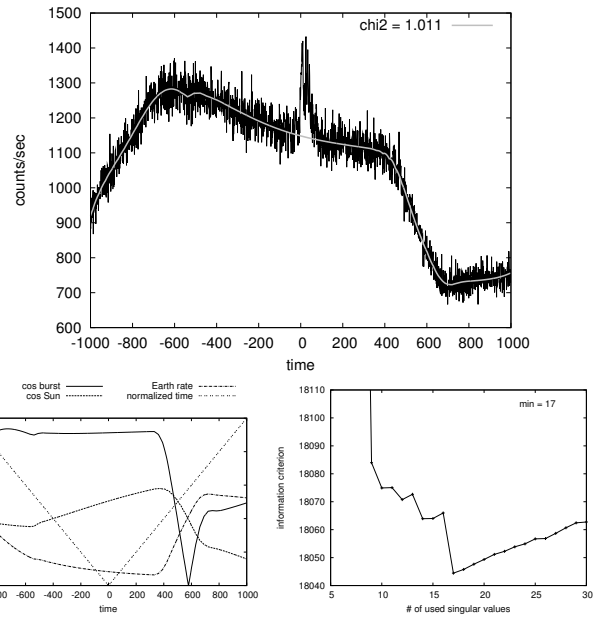 1500
1400
1300
1200
1100
1000
900
800
700
600
counts/sec
chi2 = 1.011
-1000 -800 -600 -400 -200 0 200 400 600 800 1000
time
cos burst
cos Sun
Earth rate
normalized time
-600 -400 -200 0 200 400 600 800 1000
time
18110
18100
18090
18080
18070
18060
18050
18040
information criterion
min = 17
5 10 15 20 25 30
# of used singular values